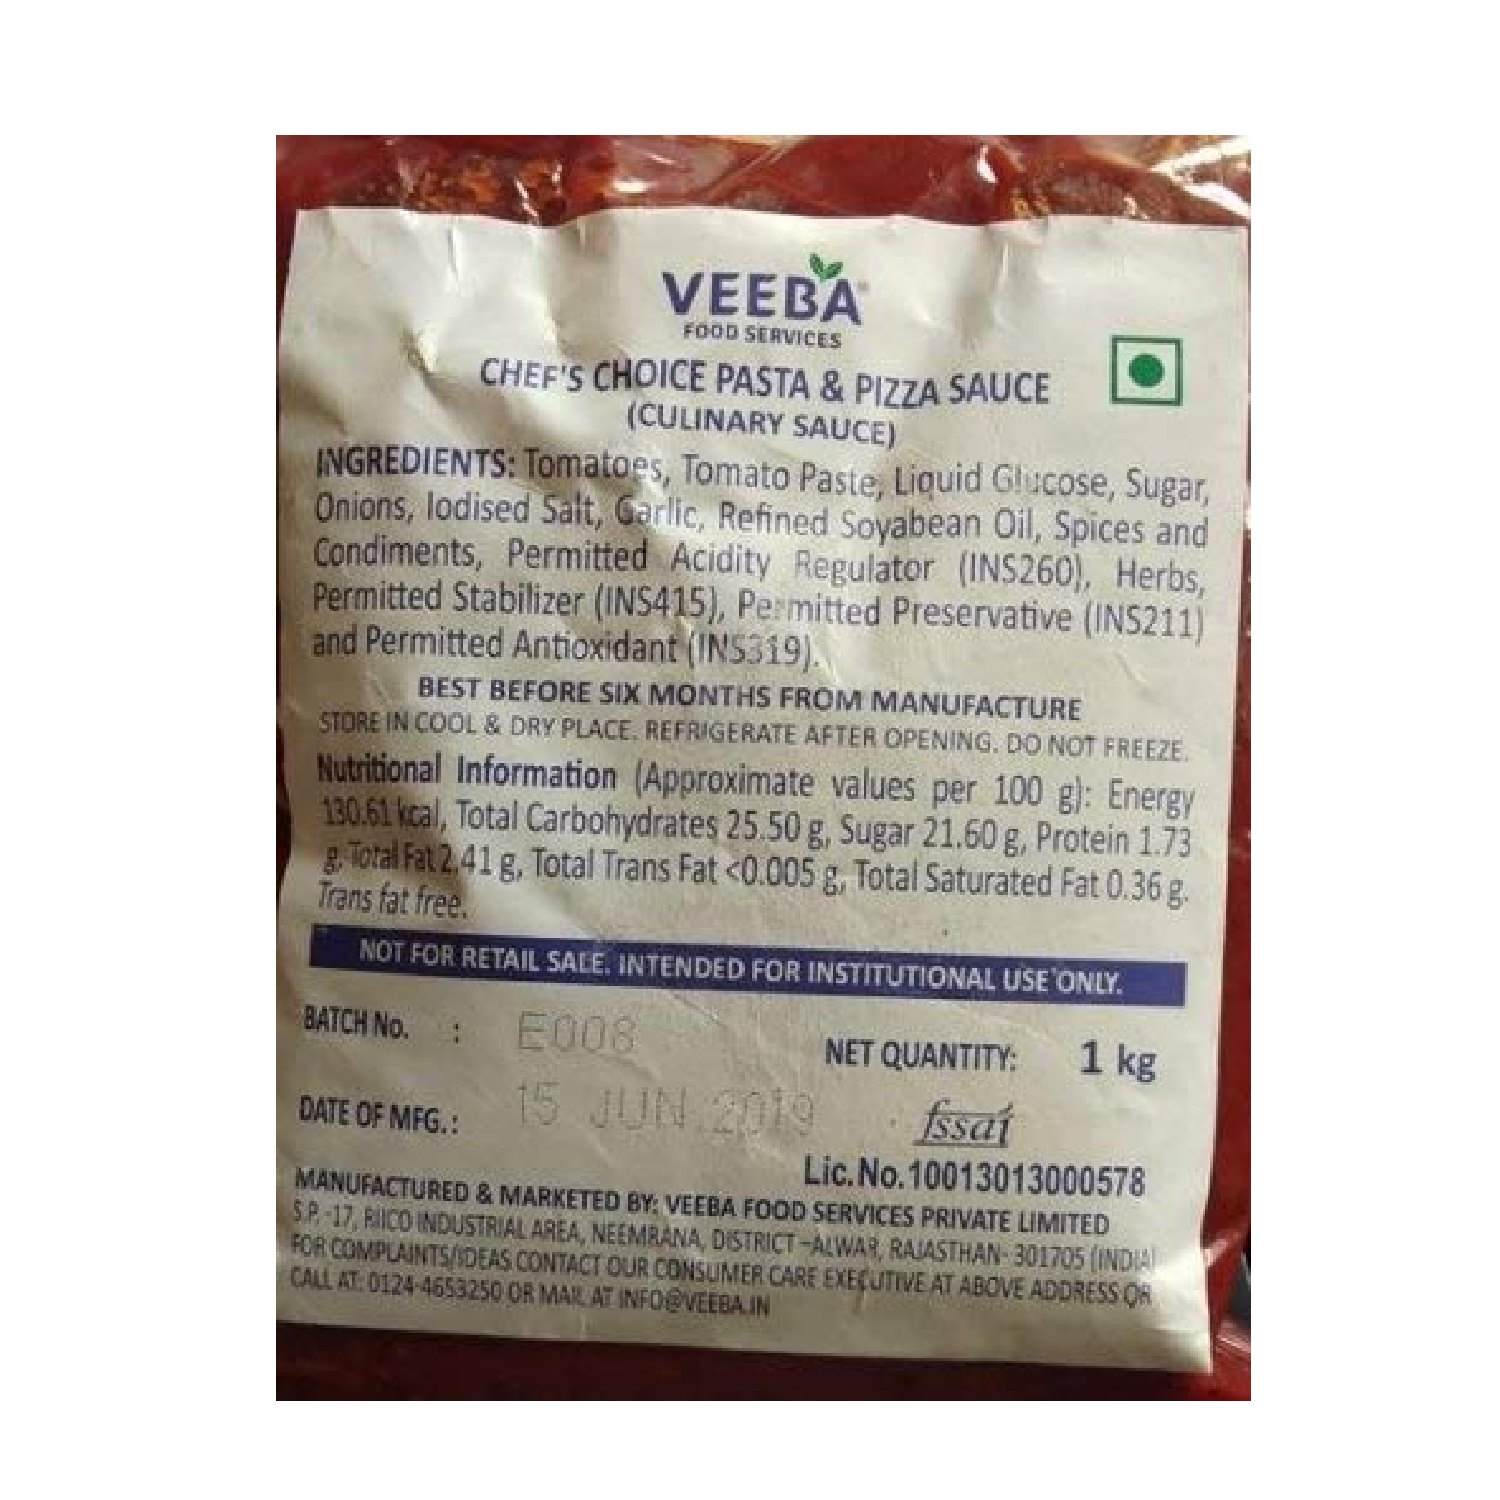 VEEBA
FOOD SERVICES
CHEF'S CHOICE PASTA & PIZZA SAUCE
(CULINARY SAUCE)
INGREDIENTS: Tomatoes, Tomato Paste, Liquid Glucose, Sugar,
Onions, Iodised Salt, Garlic, Refined Soyabean Oil, Spices and
Condiments, Permitted Acidity Regulator (INS260), Herbs,
Permitted Stabilizer (INS415), Permitted Preservative (INS211)
and Permitted Antioxidant (INS319).
BEST BEFORE SIX MONTHS FROM MANUFACTURE
STORE IN COOL & DRY PLACE. REFRIGERATE AFTER OPENING. DO NOT FREEZE.
Nutritional Information (Approximate values per 100 g): Energy
130.61 kcal, Total Carbohydrates 25.50 g, Sugar 21.60 g, Protein 1.73
g, Total Fat 2.41 g, Total Trans Fat <0.005 g, Total Saturated Fat 0.36 g.
Trans fat free.
NOT FOR RETAIL SALE. INTENDED FOR INSTITUTIONAL USE ONLY.
BATCH No. : E008
NET QUANTITY: 1 kg
DATE OF MFG.: 15 JUN 2019
fssai
Lic.No.10013013000578
MANUFACTURED & MARKETED BY: VEEBA FOOD SERVICES PRIVATE LIMITED
S.P.-17, RIICO INDUSTRIAL AREA, NEEMRANA, DISTRICT –ALWAR, RAJASTHAN- 301705 (INDIA)
FOR COMPLAINTS/IDEAS CONTACT OUR CONSUMER CARE EXECUTIVE AT ABOVE ADDRESS OR
CALL AT: 0124-4653250 OR MAIL AT INFO@VEEBA.IN